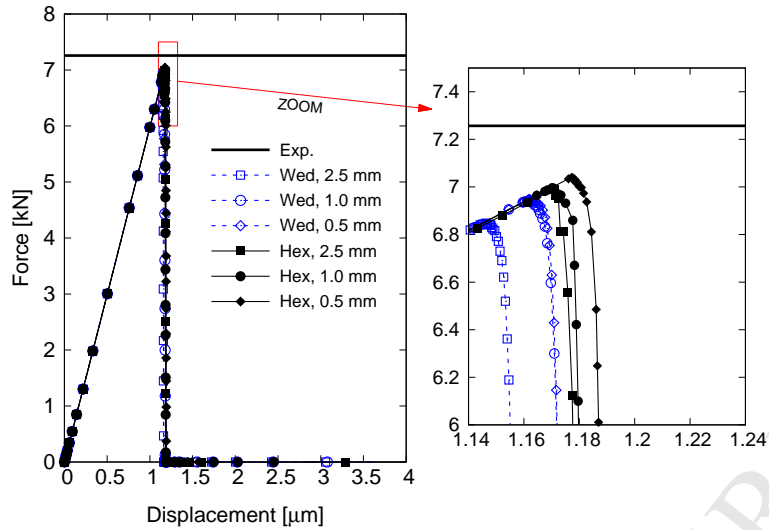 8
7
6
5
4
3
2
1
0
0
0.5
1
1.5
2
2.5
3
3.5
4
Force [kN]
Displacement [µm]
ZOOM
Exp.
Wed, 2.5 mm
Wed, 1.0 mm
Wed, 0.5 mm
Hex, 2.5 mm
Hex, 1.0 mm
Hex, 0.5 mm
7.4
7.2
7
6.8
6.6
6.4
6.2
6
1.14
1.16
1.18
1.2
1.22
1.24
R